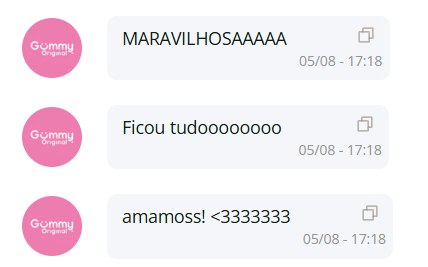 Gummy
Original
MARAVILHOSAAAAA
05/08 - 17:18
Gummy
Original
Ficou tudoooooooo
05/08 - 17:18
Gummy
Original
amamoss! <3333333
05/08 - 17:18